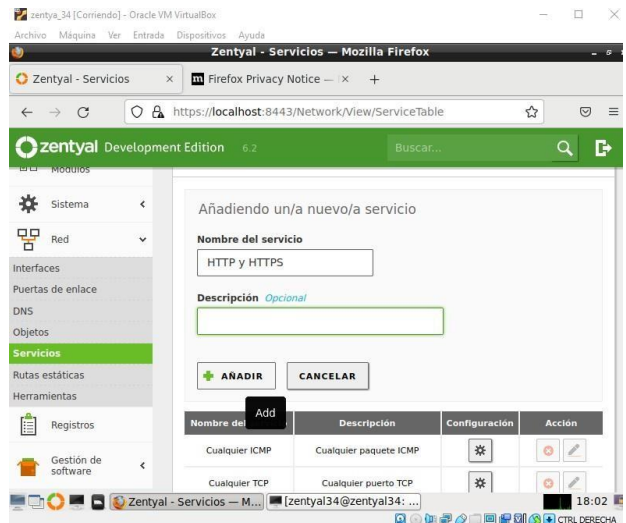 zentya_34 [Corriendo] - Oracle VM VirtualBox
Archivo Máquina Ver Entrada Dispositivos Ayuda
Zentyal - Servicios — Mozilla Firefox
Zentyal - Servicios × Firefox Privacy Notice — × +
https://localhost:8443/Network/View/ServiceTable
zentyal Development Edition 6.2 Buscar...
Módulos
Sistema
Red
Interfaces
Puertas de enlace
DNS
Objetos
Servicios
Rutas estáticas
Herramientas
Registros
Gestión de
software
Añadiendo un/a nuevo/a servicio
Nombre del servicio
HTTP y HTTPS
Descripción Opcional
AÑADIR CANCELAR
Add
Nombre del Descripción Configuración Acción
Cualquier ICMP Cualquier paquete ICMP
Cualquier TCP Cualquier puerto TCP
Zentyal - Servicios — M... [zentyal34@zentyal34: ... 18:02
CTRL DERECHA